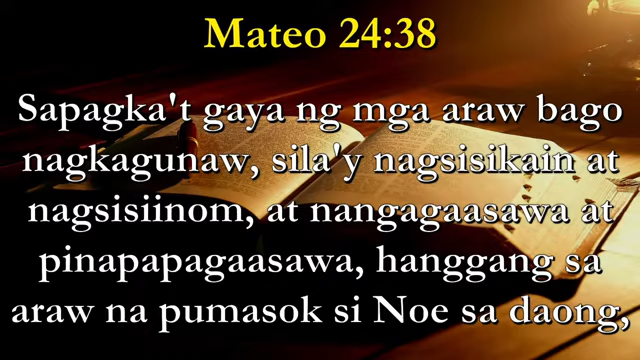 Mateo 24:38
Sapagka't gaya ng mga araw bago
nagkagunaw, sila'y nagsisikain at
nagsisiinom, at nangagaasawa at
pinapapagaasawa, hanggang sa
araw na pumasok si Noe sa daong,